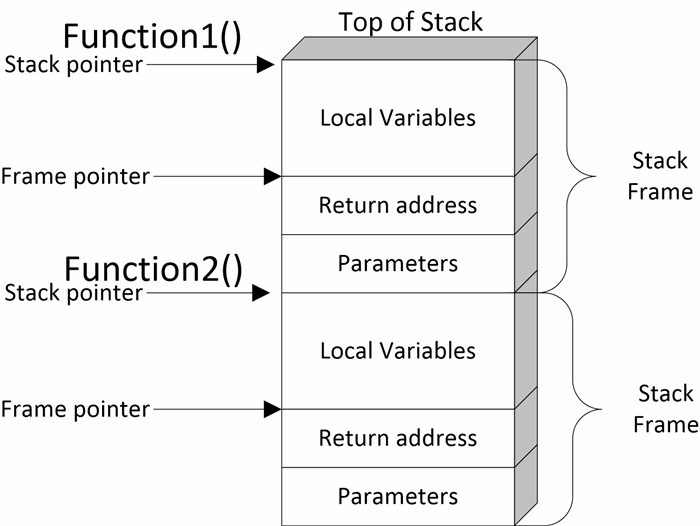 Top of Stack
Function1()
Stack pointer
Local Variables
Stack
Frame
Frame pointer
Return address
Parameters
Function2()
Stack pointer
Local Variables
Stack
Frame
Frame pointer
Return address
Parameters